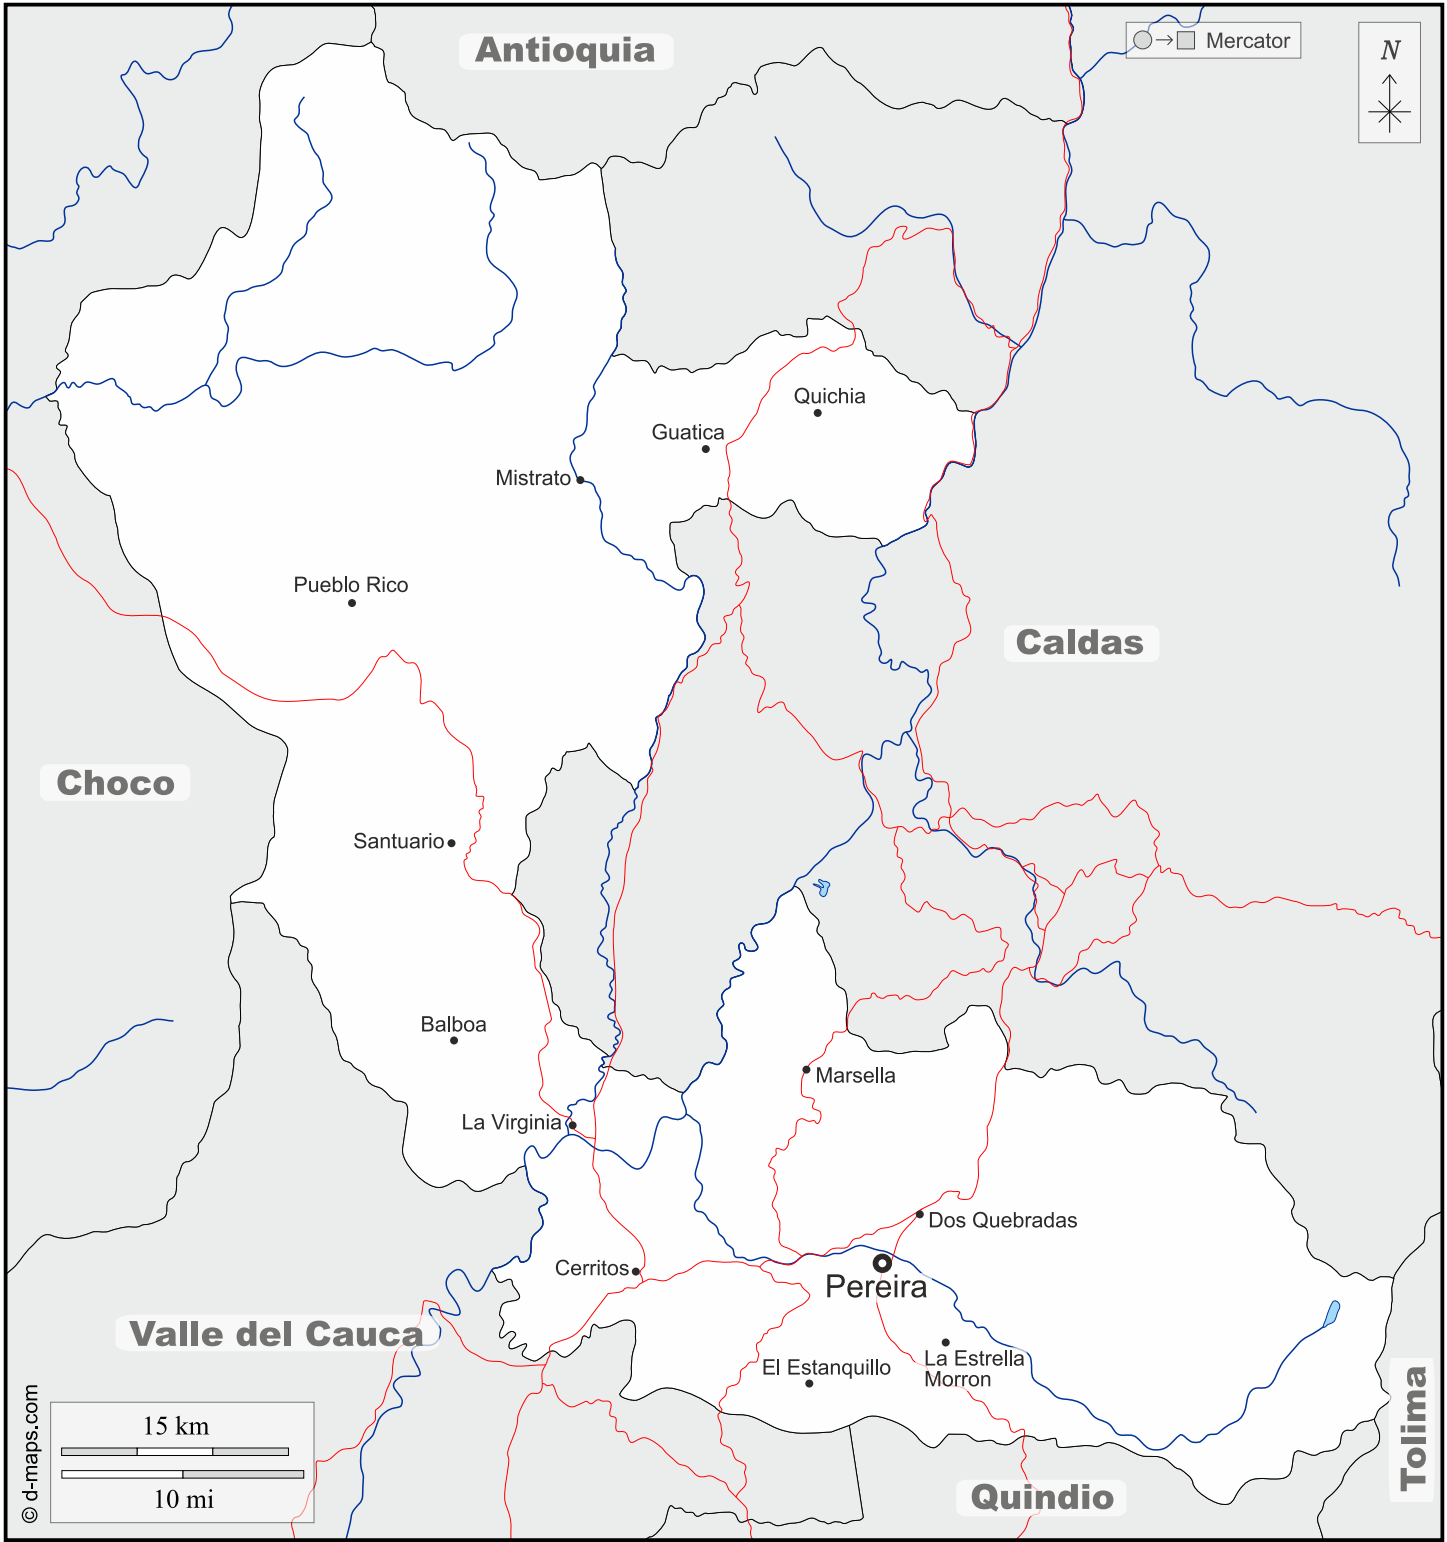 Antioquia
Mercator
N
Quichia
Guatica
Mistrato
Pueblo Rico
Caldas
Choco
Santuario
Balboa
Marsella
La Virginia
Dos Quebradas
Cerritos
Pereira
Valle del Cauca
La Estrella
Morron
El Estanquillo
Tolima
15 km
10 mi
Quindio
© d-maps.com